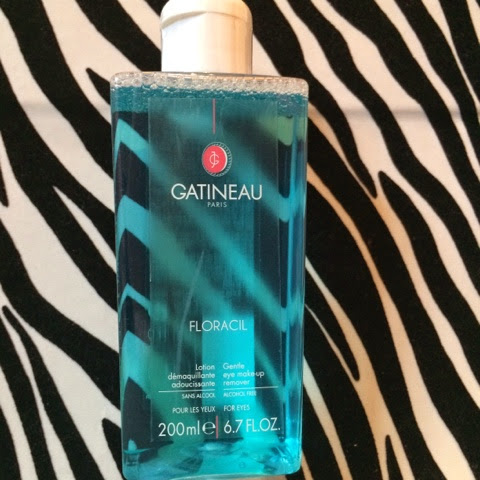 GATINEAU
PARIS
FLORACIL
Lotion
démaquillante
adoucissante
SANS ALCOOL
POUR LES YEUX
Gentle
eye make-up
remover
ALCOHOL FREE
FOR EYES
200ml e 6.7 FL.OZ.